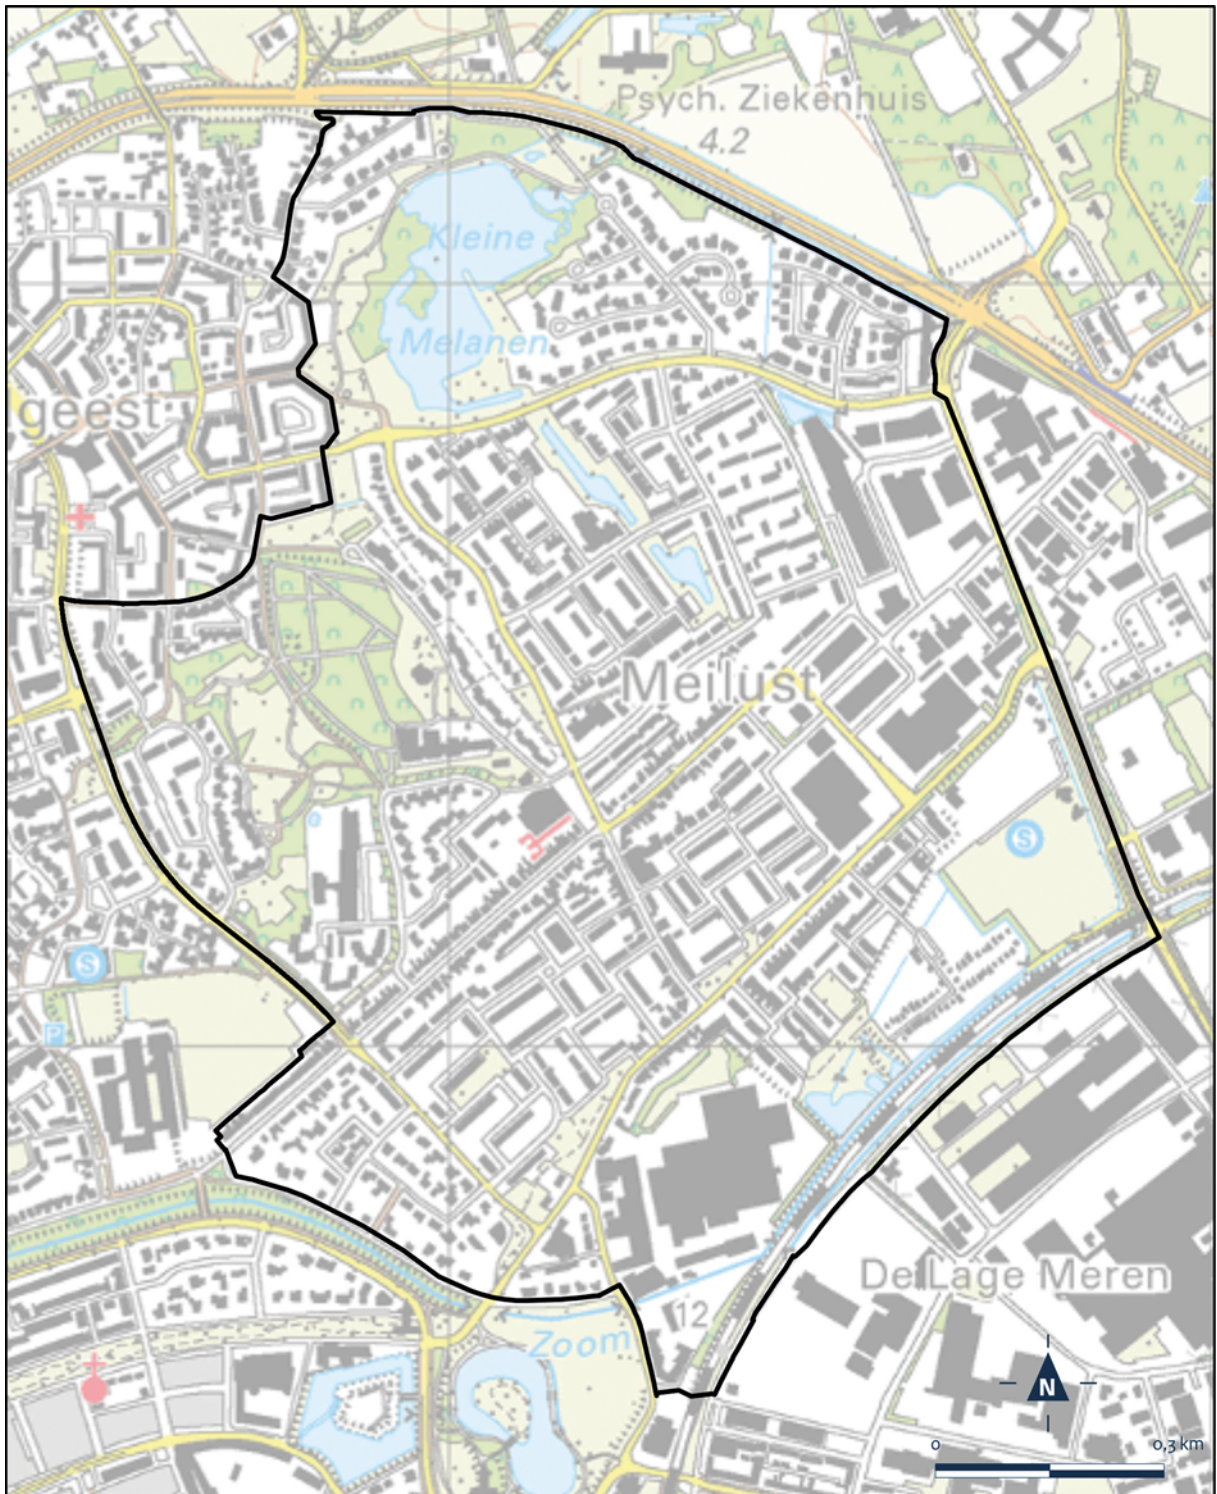 Psych. Ziekenhuis
4.2
Kleine
Melanen
geest
Meilust
S
S
P
De Lage Meren
12
Zoom
N
0
0,3 km